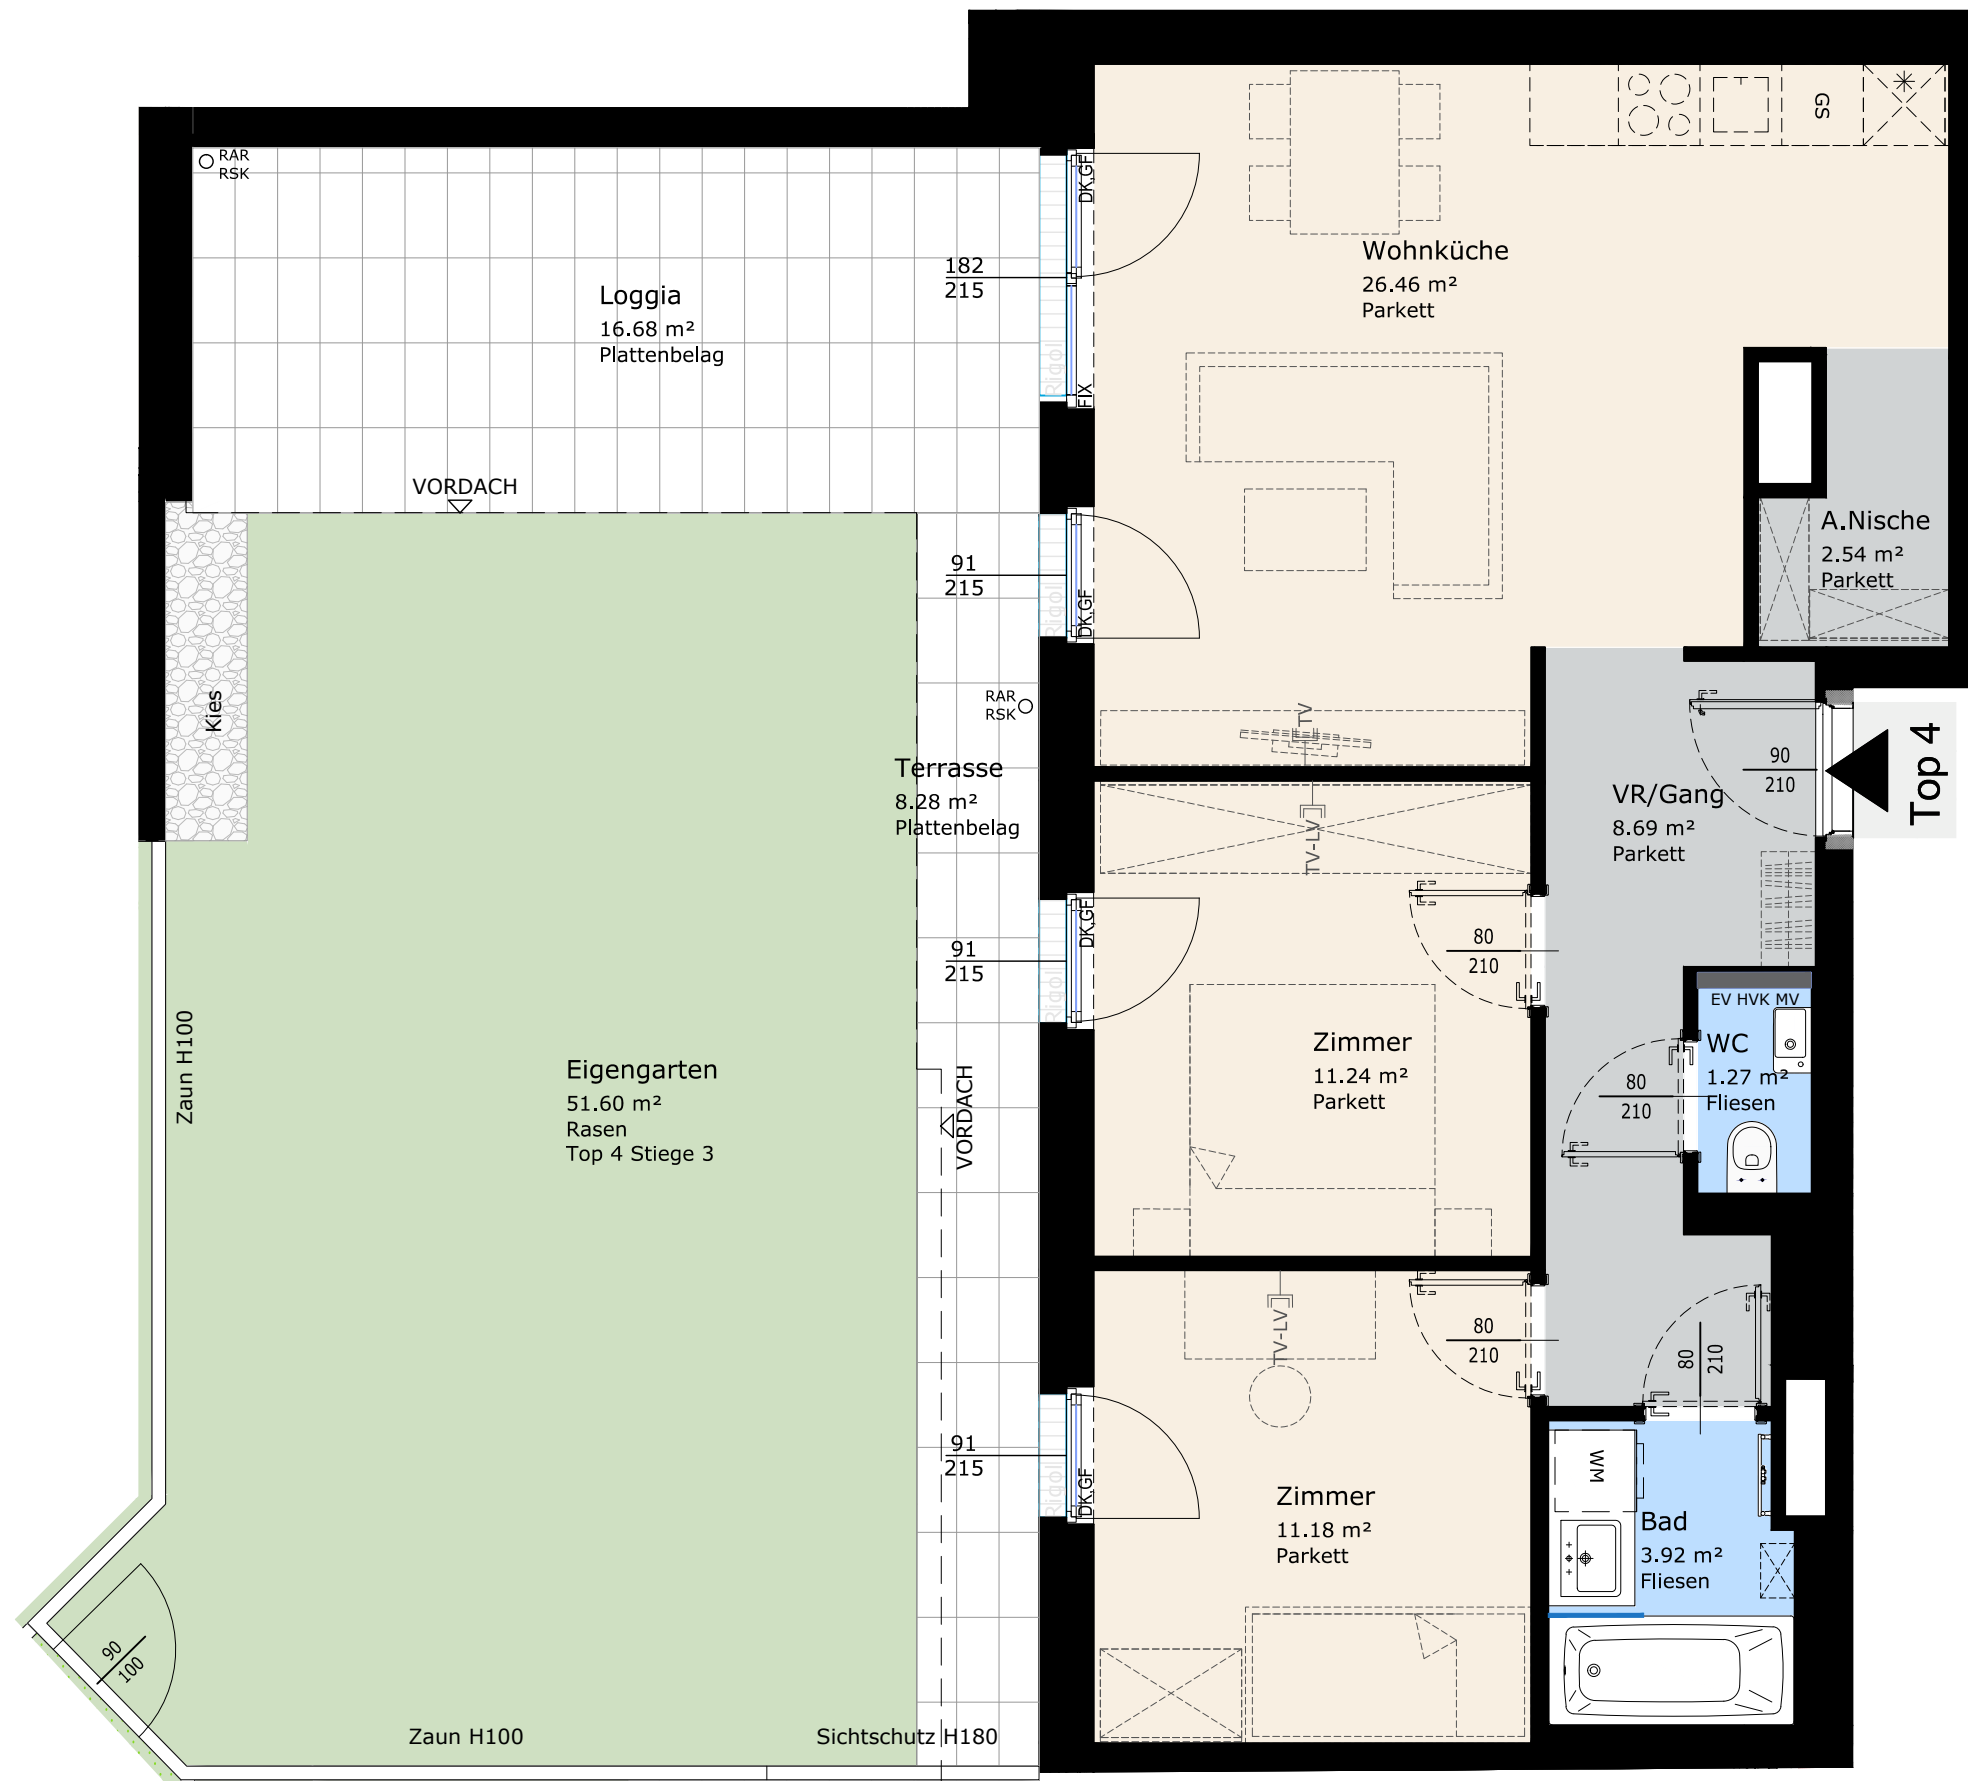 GS
RAR
RSK
DK,GF
Wohnküche
26.46 m²
Parkett
182
215
Loggia
16.68 m²
Plattenbelag
Rigol
FIX
VORDACH
A.Nische
2.54 m²
Parkett
91
215
Rigol
DK,GF
Kies
RAR
RSK
TV
Top 4
90
210
Terrasse
8.28 m²
Plattenbelag
VR/Gang
8.69 m²
Parkett
TV-LV
DK,GF
91
215
Rigol
80
210
EV HVK MV
WC
1.27 m²
Fliesen
Zaun H100
Eigengarten
51.60 m²
Rasen
Top 4 Stiege 3
VORDACH
Zimmer
11.24 m²
Parkett
80
210
TV-LV
80
210
80
210
91
215
Rigol
DK,GF
WM
Zimmer
11.18 m²
Parkett
Bad
3.92 m²
Fliesen
90
100
Zaun H100
Sichtschutz H180